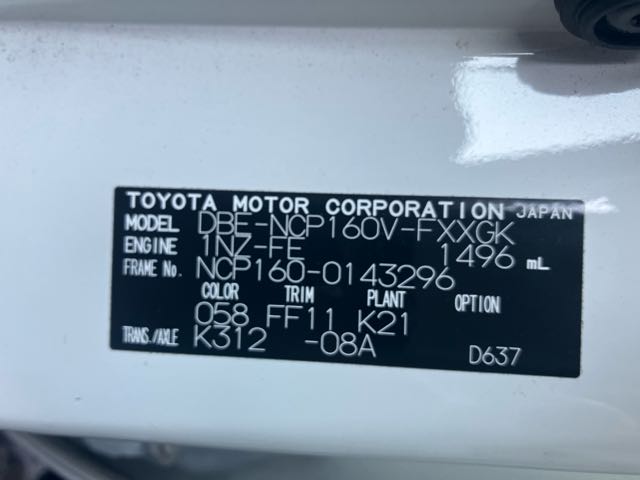 TOYOTA MOTOR CORPORATION JAPAN
MODEL DBE-NCP160V-FXXGK
ENGINE 1NZ-FE 1496 mL
FRAME No. NCP160-0143296
COLOR TRIM PLANT OPTION
058 FF11 K21
TRANS./AXLE K312 -08A D637